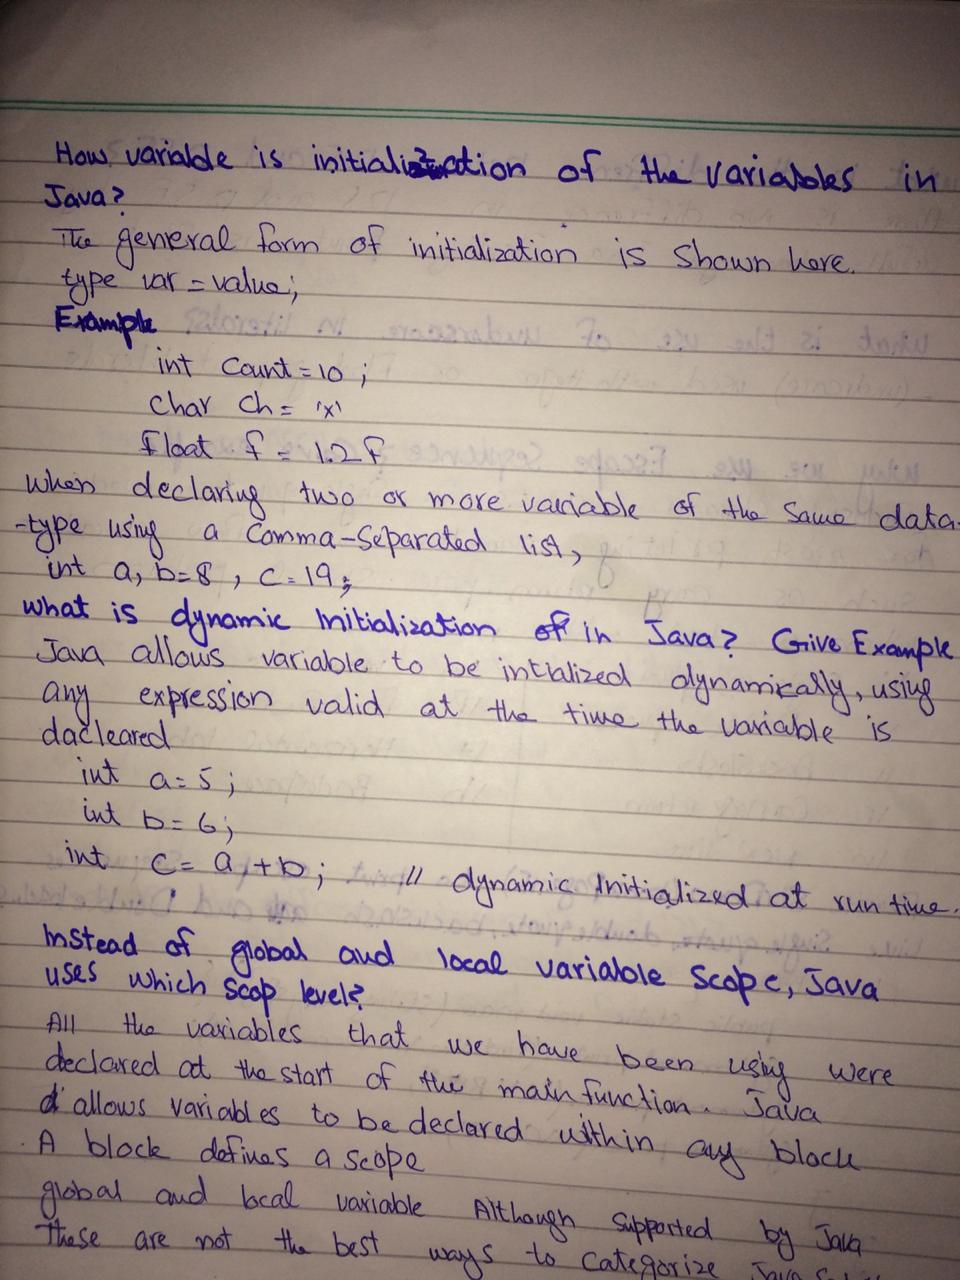 How variable is initialization of the variables in
Java?
The general form of initialization is shown here.
type var = value;
Example
int Count = 10 ;
Char Ch = 'x'
float f = 1.2f
when declaring two or more variable of the same data
-type using a Comma-Separated list,
int a, b=8 , c=19;
what is dynamic Initialization of in Java? Give Example
Java allows variable to be intialized dynamically, using
any expression valid at the time the variable is
dacleared
int a=5 ;
int b=6;
int c= a+b ; // dynamic Initialized at run time.
Instead of global and local variable Scope, Java
uses which scop level?
All the variables that we have been using were
declared at the start of the main function. Java
allows variables to be declared within any block
. A block defines a scope
global and local variable Although supported by Java
These are not the best ways to Categorize Java